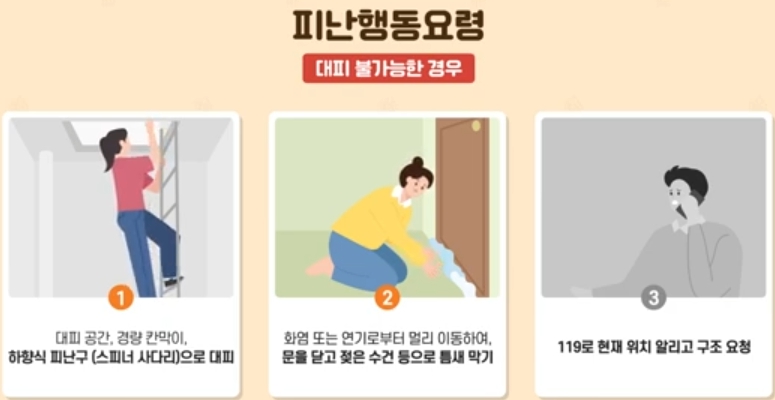 피난행동요령
대피 불가능한 경우
1
대피 공간, 경량 칸막이,
하향식 피난구 (스피너 사다리)으로 대피
2
화염 또는 연기로부터 멀리 이동하여,
문을 닫고 젖은 수건 등으로 틈새 막기
3
119로 현재 위치 알리고 구조 요청